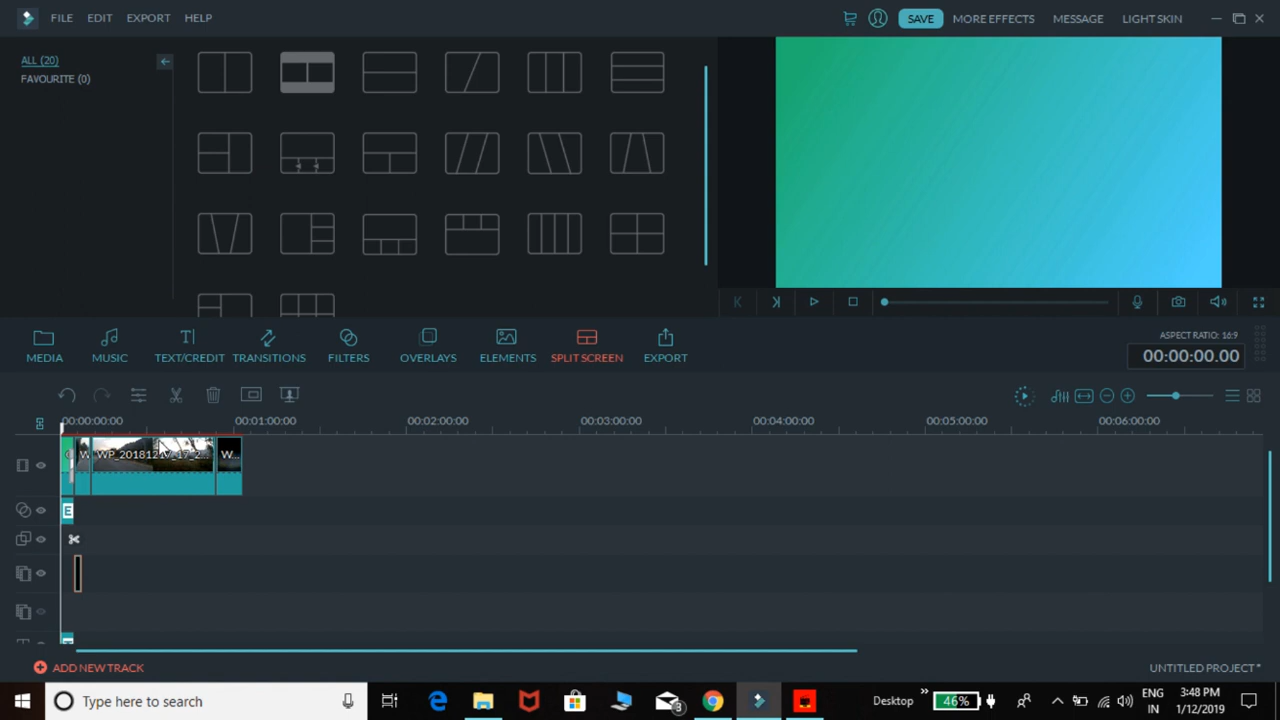 FILE EDIT EXPORT HELP
SAVE MORE EFFECTS MESSAGE LIGHT SKIN
ALL (20)
FAVOURITE (0)
MEDIA MUSIC TEXT/CREDIT TRANSITIONS FILTERS OVERLAYS ELEMENTS SPLIT SCREEN EXPORT
ASPECT RATIO: 16:9
00:00:00.00
00:00:00:00 00:01:00:00 00:02:00:00 00:03:00:00 00:04:00:00 00:05:00:00 00:06:00:00
W WP_20181217_17_2... W...
E
ADD NEW TRACK
UNTITLED PROJECT*
Type here to search
3
Desktop
46%
ENG
IN
3:48 PM
1/12/2019